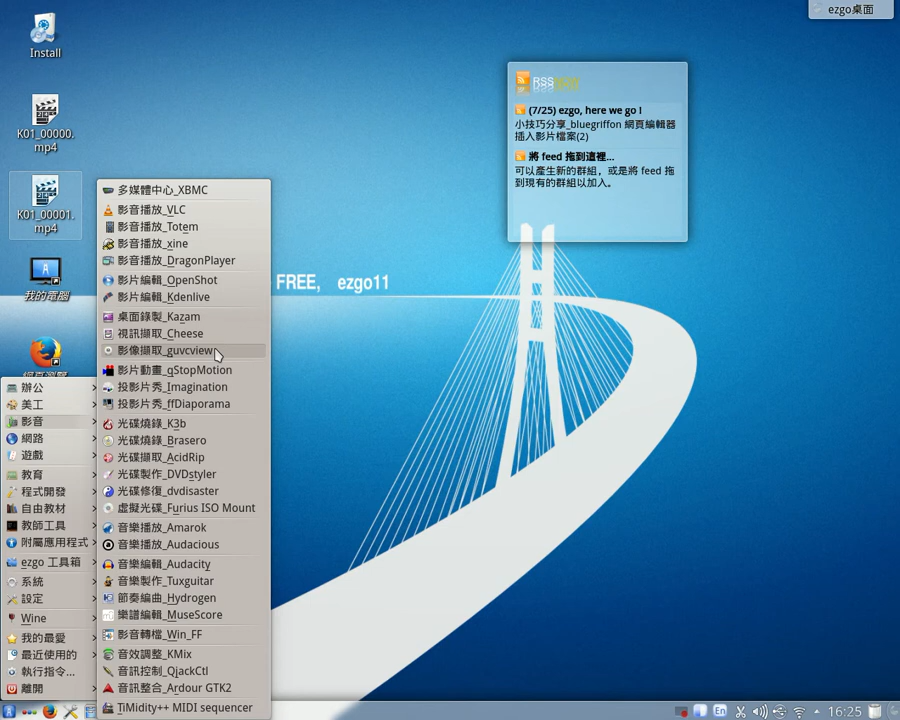 ezgo桌面
Install
K01_00000.
mp4
K01_00001.
mp4
我的電腦
網頁瀏覽
RSS
(7/25) ezgo, here we go !
小技巧分享_bluegriffon 網頁編輯器
插入影片檔案(2)
將 feed 拖到這裡...
可以產生新的群組，或是將 feed 拖
到現有的群組以加入。
FREE, ezgo11
辦公
美工
影音
網路
遊戲
教育
程式開發
自由教材
教師工具
附屬應用程式
ezgo 工具箱
系統
設定
Wine
我的最愛
最近使用的
執行指令...
離開
多媒體中心_XBMC
影音播放_VLC
影音播放_Totem
影音播放_xine
影音播放_DragonPlayer
影片編輯_OpenShot
影片編輯_Kdenlive
桌面錄製_Kazam
視訊擷取_Cheese
影像擷取_guvcview
影片動畫_qStopMotion
投影片秀_Imagination
投影片秀_ffDiaporama
光碟燒錄_K3b
光碟燒錄_Brasero
光碟擷取_AcidRip
光碟製作_DVDstyler
光碟修復_dvdisaster
虛擬光碟_Furius ISO Mount
音樂播放_Amarok
音樂播放_Audacious
音樂編輯_Audacity
音樂製作_Tuxguitar
節奏編曲_Hydrogen
樂譜編輯_MuseScore
影音轉檔_Win_FF
音效調整_KMix
音訊控制_QjackCtl
音訊整合_Ardour GTK2
TiMidity++ MIDI sequencer
En
16:25